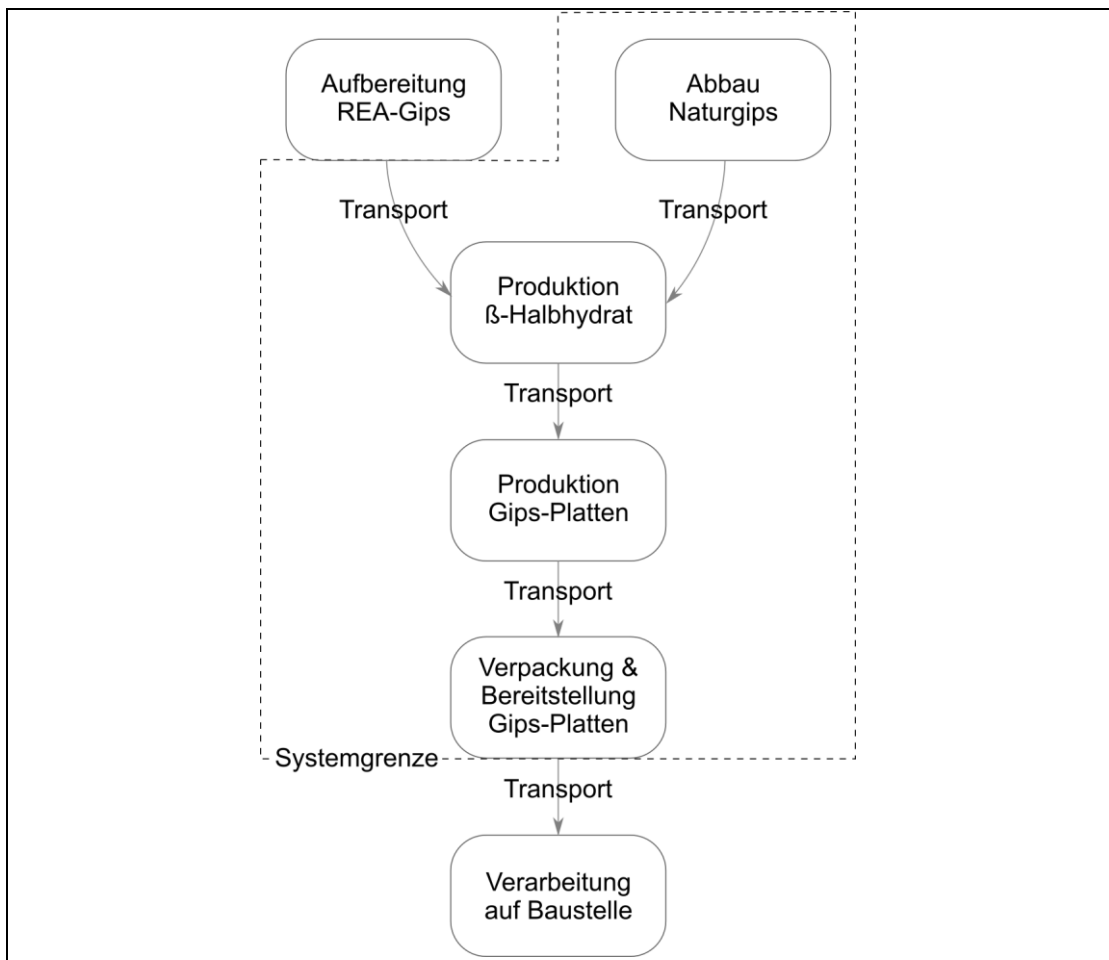 Aufbereitung
REA-Gips
Abbau
Naturgips
Transport
Transport
Produktion
ß-Halbhydrat
Transport
Produktion
Gips-Platten
Transport
Verpackung &
Bereitstellung
Gips-Platten
Systemgrenze
Transport
Verarbeitung
auf Baustelle